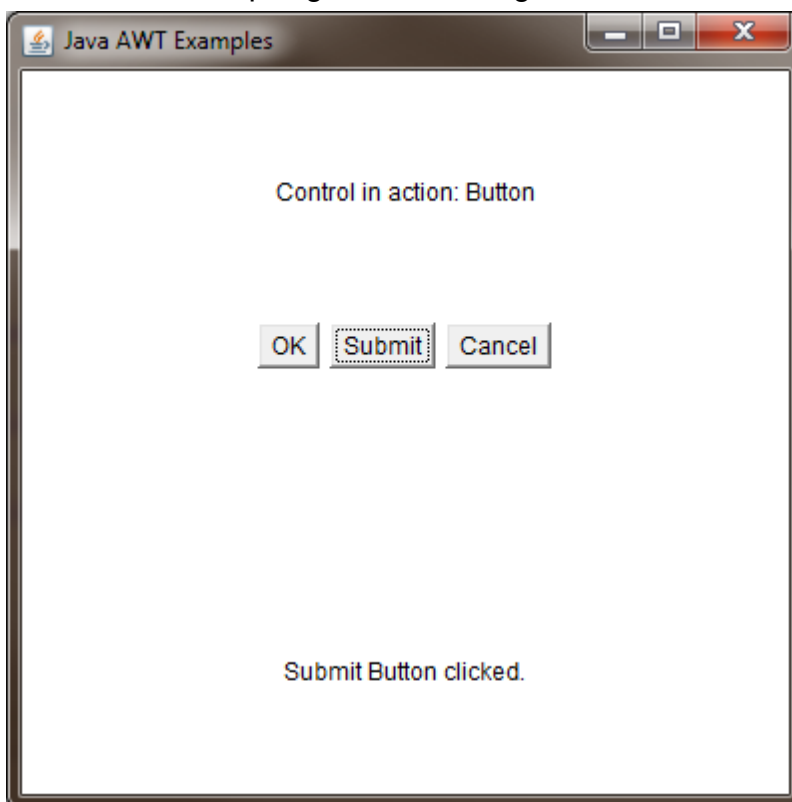 Java AWT Examples
Control in action: Button
OK Submit Cancel
Submit Button clicked.